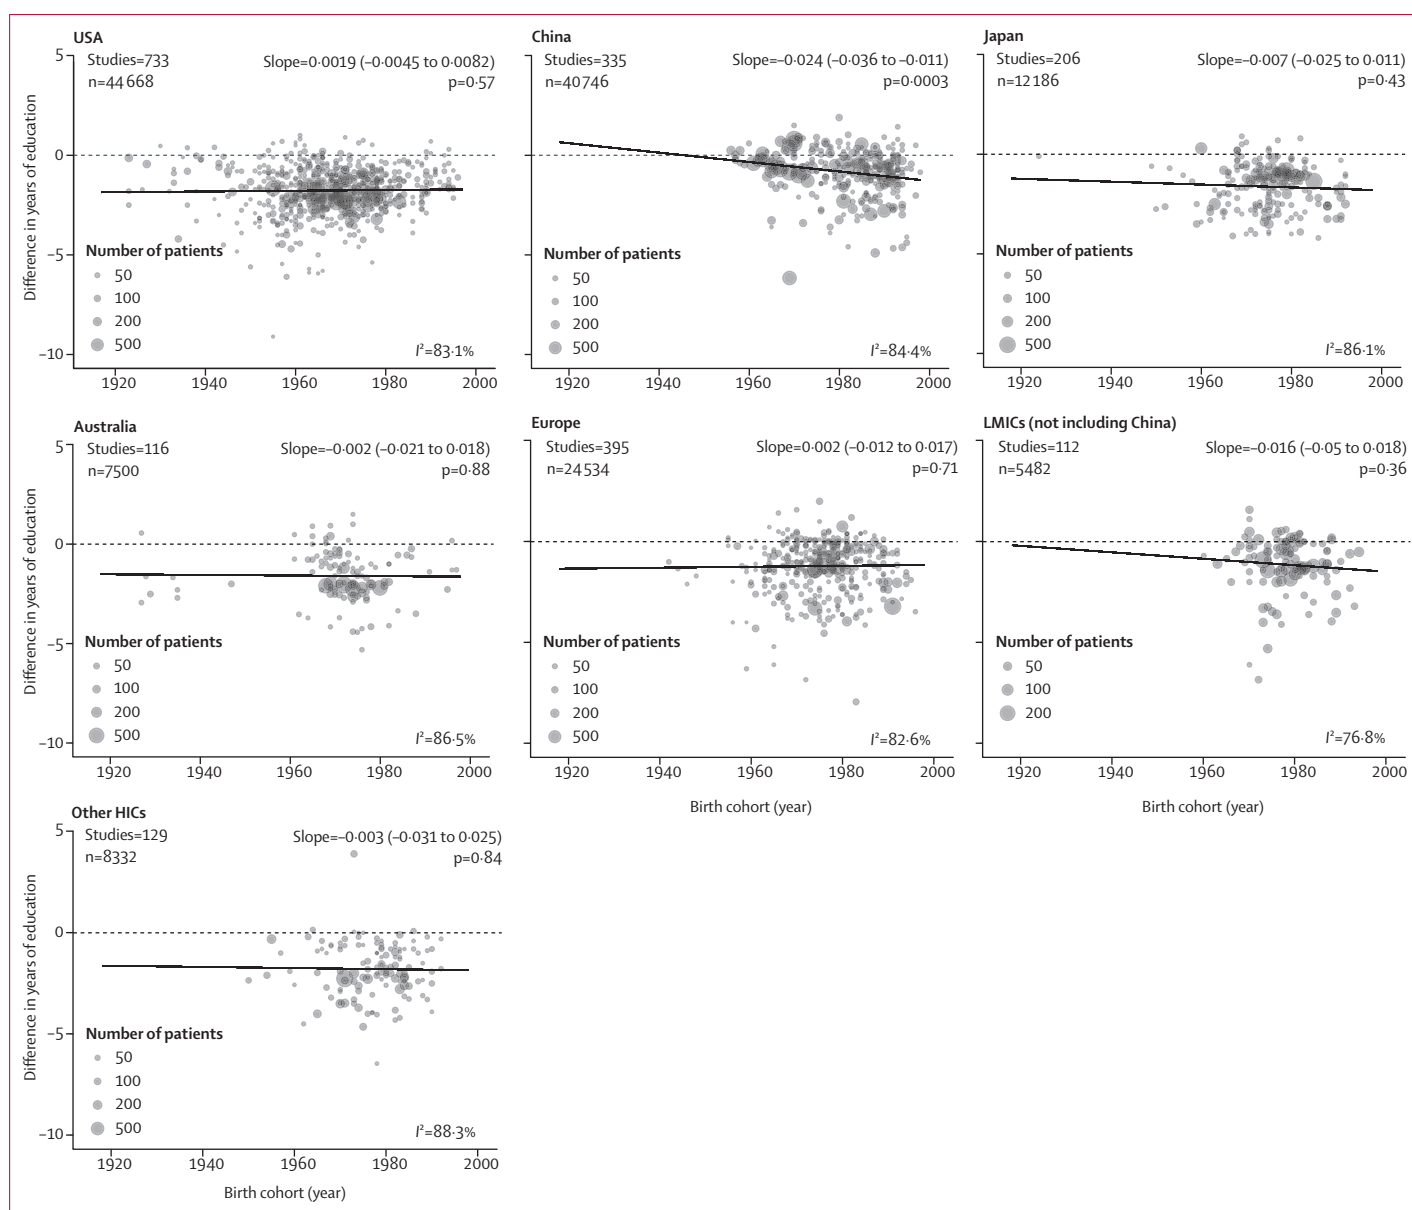 USA
Studies=733
n=44 668
Slope=0·0019 (–0·0045 to 0·0082)
p=0·57
5
0
–5
–10
Difference in years of education
Number of patients
50
100
200
500
I²=83·1%
1920 1940 1960 1980 2000
China
Studies=335
n=40 746
Slope=–0·024 (–0·036 to –0·011)
p=0·0003
Number of patients
50
100
200
500
I²=84·4%
1920 1940 1960 1980 2000
Japan
Studies=206
n=12 186
Slope=–0·007 (–0·025 to 0·011)
p=0·43
Number of patients
50
100
200
500
I²=86·1%
1920 1940 1960 1980 2000
Australia
Studies=116
n=7500
Slope=–0·002 (–0·021 to 0·018)
p=0·88
5
0
–5
–10
Difference in years of education
Number of patients
50
100
200
500
I²=86·5%
1920 1940 1960 1980 2000
Europe
Studies=395
n=24 534
Slope=0·002 (–0·012 to 0·017)
p=0·71
Number of patients
50
100
200
500
I²=82·6%
1920 1940 1960 1980 2000
Birth cohort (year)
LMICs (not including China)
Studies=112
n=5482
Slope=–0·016 (–0·05 to 0·018)
p=0·36
Number of patients
50
100
200
I²=76·8%
1920 1940 1960 1980 2000
Birth cohort (year)
Other HICs
Studies=129
n=8332
Slope=–0·003 (–0·031 to 0·025)
p=0·84
5
0
–5
–10
Difference in years of education
Number of patients
50
100
200
500
I²=88·3%
1920 1940 1960 1980 2000
Birth cohort (year)